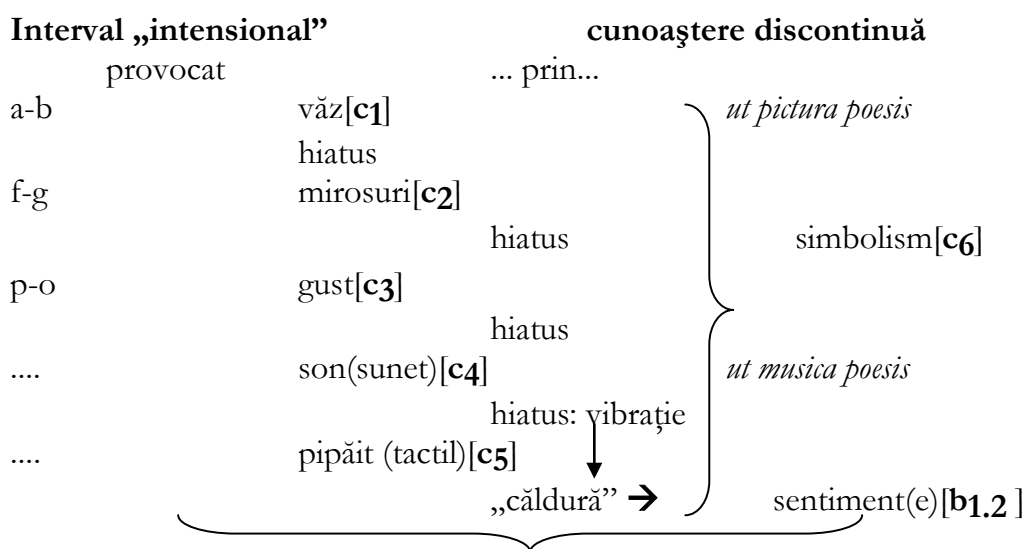 Interval „intensional” cunoaştere discontinuă
provocat ... prin...
a-b văz[c1] ut pictura poesis
hiatus
f-g mirosuri[c2]
hiatus simbolism[c6]
p-o gust[c3]
hiatus
.... son(sunet)[c4] ut musica poesis
hiatus: vibraţie
.... pipăit (tactil)[c5]
„căldură” → sentiment(e)[b1.2 ]